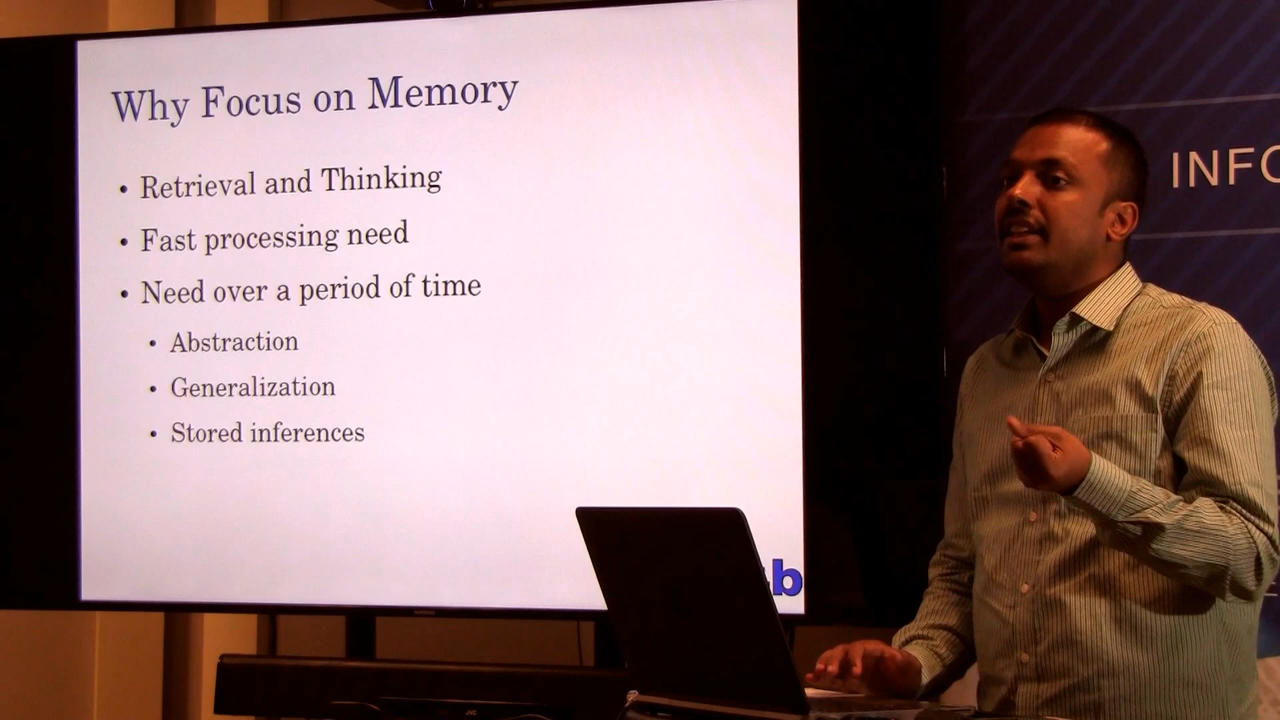 Why Focus on Memory
• Retrieval and Thinking
• Fast processing need
• Need over a period of time
• Abstraction
• Generalization
• Stored inferences
b
INFO
JVC